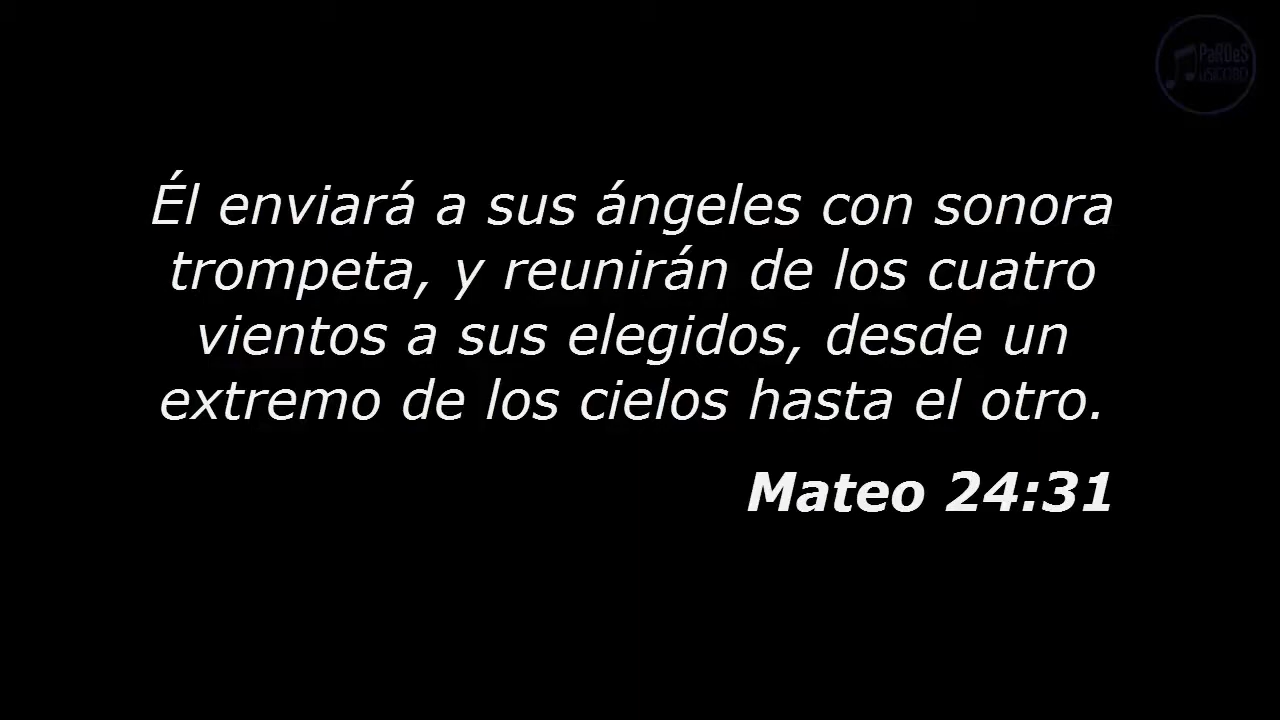 PaRDeS
Él enviará a sus ángeles con sonora
trompeta, y reunirán de los cuatro
vientos a sus elegidos, desde un
extremo de los cielos hasta el otro.
Mateo 24:31